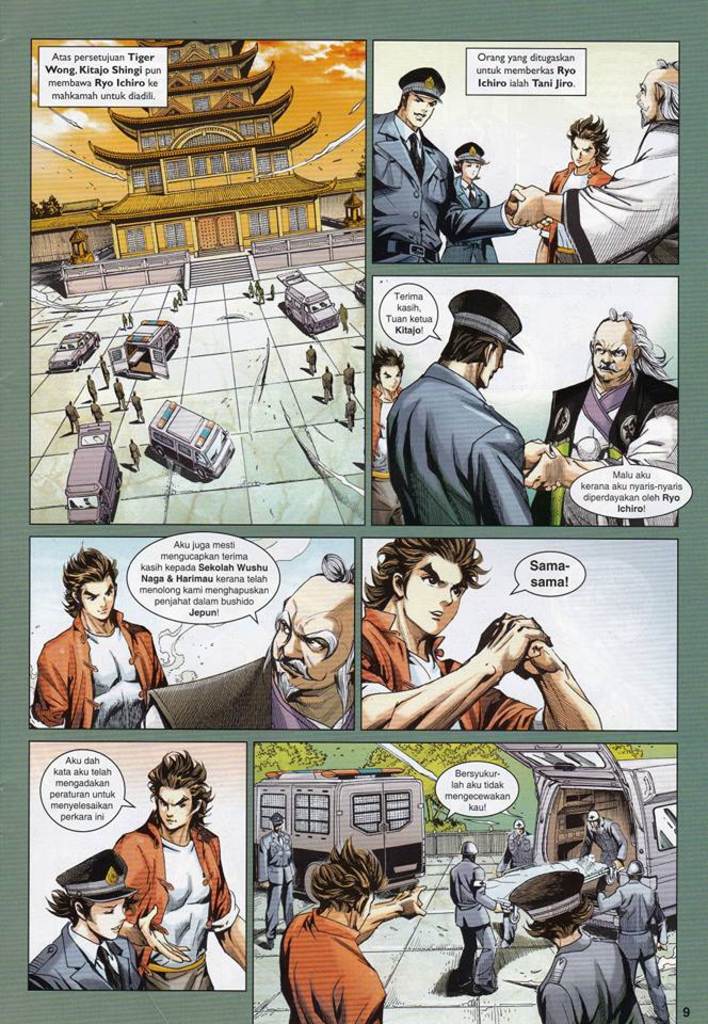 Atas persetujuan Tiger
Wong, Kitajo Shingi pun
membawa Ryo Ichiro ke
mahkamah untuk diadili.
Orang yang ditugaskan
untuk memberkas Ryo
Ichiro ialah Tani Jiro.
Terima
kasih,
Tuan ketua
Kitajo!
Malu aku
kerana aku nyaris-nyaris
diperdayakan oleh Ryo
Ichiro!
Aku juga mesti
mengucapkan terima
kasih kepada Sekolah Wushu
Naga & Harimau kerana telah
menolong kami menghapuskan
penjahat dalam bushido
Jepun!
Sama-
sama!
Aku dah
kata aku telah
mengadakan
peraturan untuk
menyelesaikan
perkara ini
Bersyukur-
lah aku tidak
mengecewakan
kau!
9